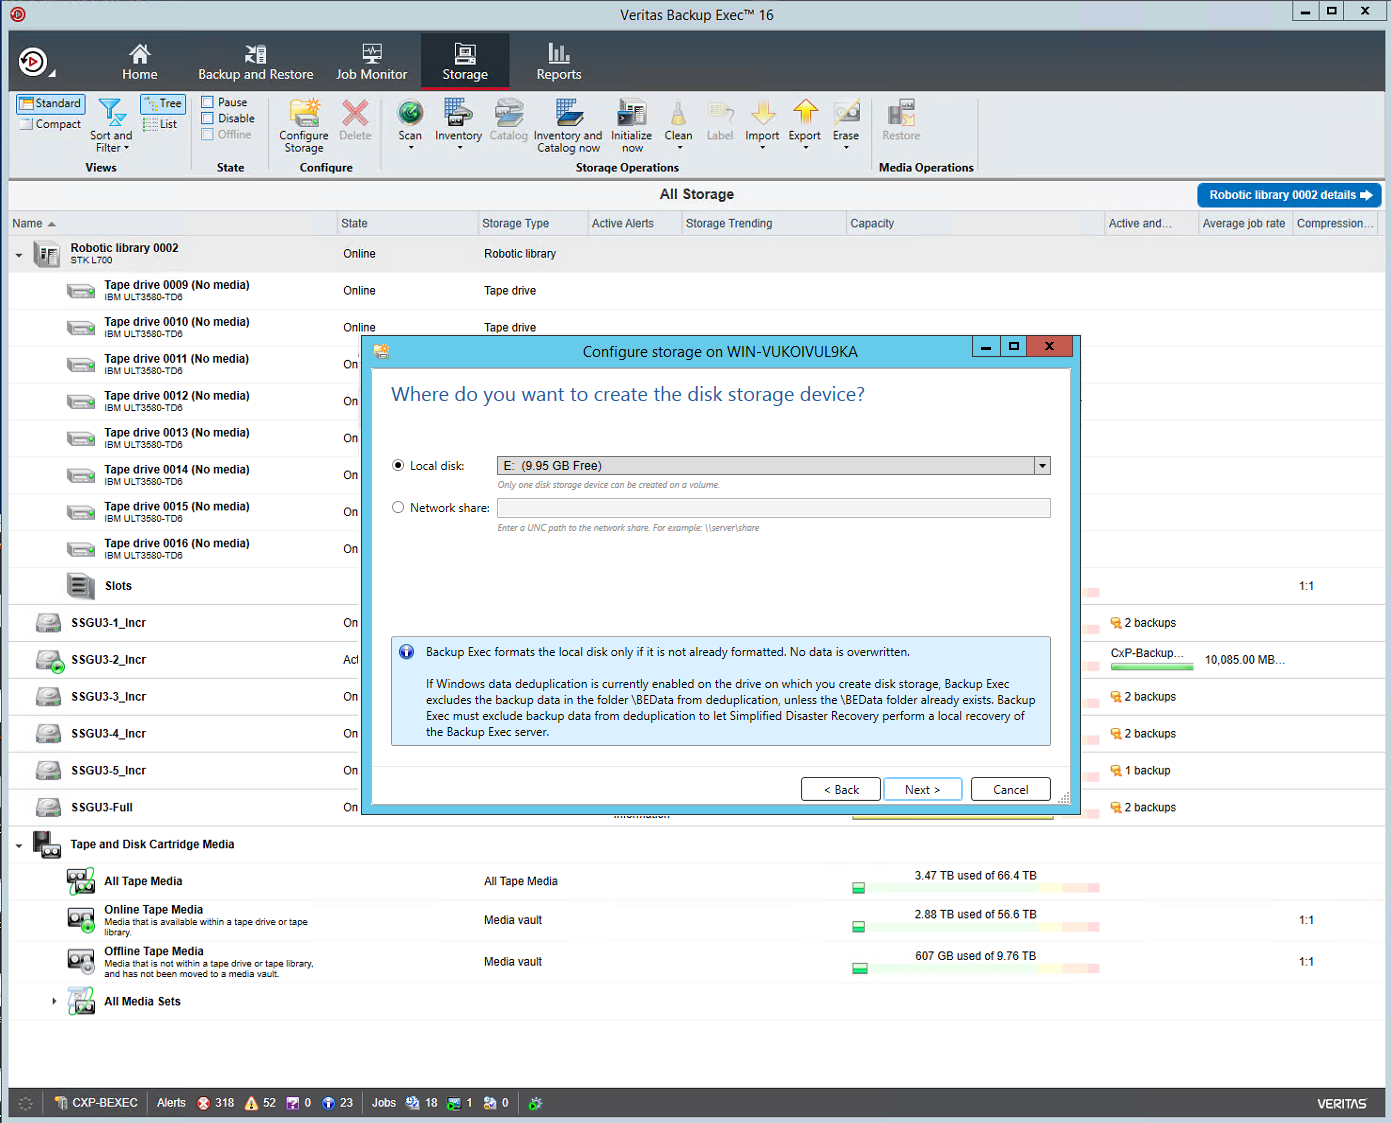 Veritas Backup Exec™ 16
Home
Backup and Restore
Job Monitor
Storage
Reports
Standard
Compact
Sort and
Filter
Tree
List
Views
Pause
Disable
Offline
State
Configure
Storage
Delete
Configure
Scan
Inventory
Catalog
Inventory and
Catalog now
Initialize
now
Clean
Label
Import
Export
Erase
Storage Operations
Restore
Media Operations
All Storage
Robotic library 0002 details
Name State Storage Type Active Alerts Storage Trending Capacity Active and... Average job rate Compression...
Robotic library 0002
STK L700
Online Robotic library
Tape drive 0009 (No media)
IBM ULT3580-TD6
Online Tape drive
Tape drive 0010 (No media)
IBM ULT3580-TD6
Online Tape drive
Tape drive 0011 (No media)
IBM ULT3580-TD6
On
Tape drive 0012 (No media)
IBM ULT3580-TD6
On
Tape drive 0013 (No media)
IBM ULT3580-TD6
On
Tape drive 0014 (No media)
IBM ULT3580-TD6
On
Tape drive 0015 (No media)
IBM ULT3580-TD6
On
Tape drive 0016 (No media)
IBM ULT3580-TD6
On
Slots 1:1
SSGU3-1_Incr On 2 backups
SSGU3-2_Incr Act CxP-Backup... 10,085.00 MB...
SSGU3-3_Incr On 2 backups
SSGU3-4_Incr On 2 backups
SSGU3-5_Incr On 1 backup
SSGU3-Full On 2 backups
Configure storage on WIN-VUKOIVUL9KA
Where do you want to create the disk storage device?
Local disk: E: (9.95 GB Free)
Only one disk storage device can be created on a volume.
Network share:
Enter a UNC path to the network share. For example: \\server\share
Backup Exec formats the local disk only if it is not already formatted. No data is overwritten.
If Windows data deduplication is currently enabled on the drive on which you create disk storage, Backup Exec
excludes the backup data in the folder \BEData from deduplication, unless the \BEData folder already exists. Backup
Exec must exclude backup data from deduplication to let Simplified Disaster Recovery perform a local recovery of
the Backup Exec server.
< Back
Next >
Cancel
Tape and Disk Cartridge Media
All Tape Media All Tape Media 3.47 TB used of 66.4 TB
Online Tape Media
Media that is available within a tape drive or tape
library.
Media vault 2.88 TB used of 56.6 TB 1:1
Offline Tape Media
Media that is not within a tape drive or tape library,
and has not been moved to a media vault.
Media vault 607 GB used of 9.76 TB 1:1
All Media Sets
CXP-BEXEC Alerts 318 52 0 23 Jobs 18 1 0
VERITAS